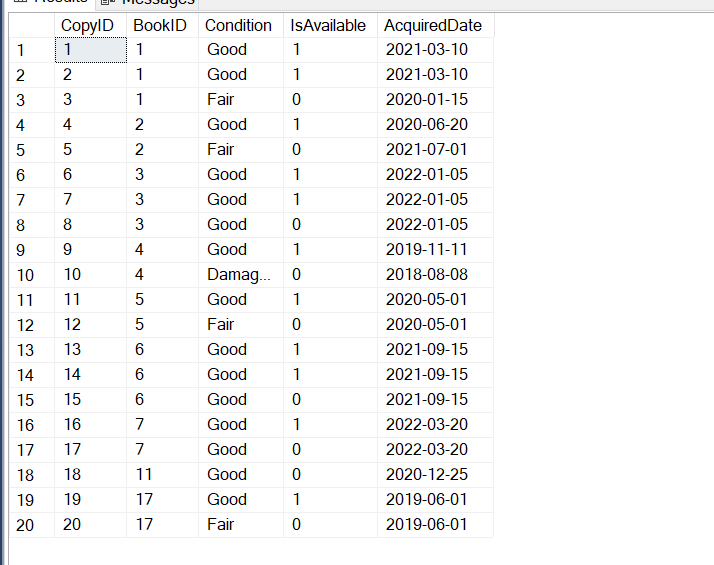 Results Messages
CopyID BookID Condition IsAvailable AcquiredDate
1 1 1 Good 1 2021-03-10
2 2 1 Good 1 2021-03-10
3 3 1 Fair 0 2020-01-15
4 4 2 Good 1 2020-06-20
5 5 2 Fair 0 2021-07-01
6 6 3 Good 1 2022-01-05
7 7 3 Good 1 2022-01-05
8 8 3 Good 0 2022-01-05
9 9 4 Good 1 2019-11-11
10 10 4 Damag... 0 2018-08-08
11 11 5 Good 1 2020-05-01
12 12 5 Fair 0 2020-05-01
13 13 6 Good 1 2021-09-15
14 14 6 Good 1 2021-09-15
15 15 6 Good 0 2021-09-15
16 16 7 Good 1 2022-03-20
17 17 7 Good 0 2022-03-20
18 18 11 Good 0 2020-12-25
19 19 17 Good 1 2019-06-01
20 20 17 Fair 0 2019-06-01